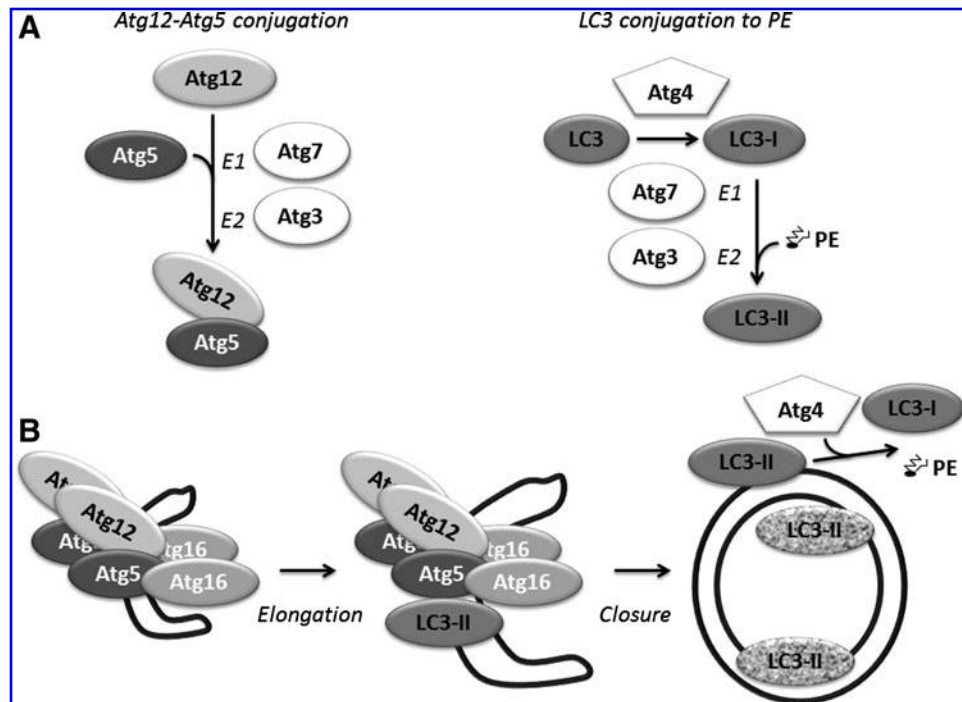 A
Atg12-Atg5 conjugation
Atg12
Atg5
E1
Atg7
E2
Atg3
Atg12
Atg5
LC3 conjugation to PE
Atg4
LC3
LC3-I
Atg7
E1
Atg3
E2
PE
LC3-II
B
Atg12
Atg5
Atg16
Atg16
Elongation
Atg12
Atg5
Atg16
Atg16
LC3-II
Closure
Atg4
LC3-I
LC3-II
PE
LC3-II
LC3-II